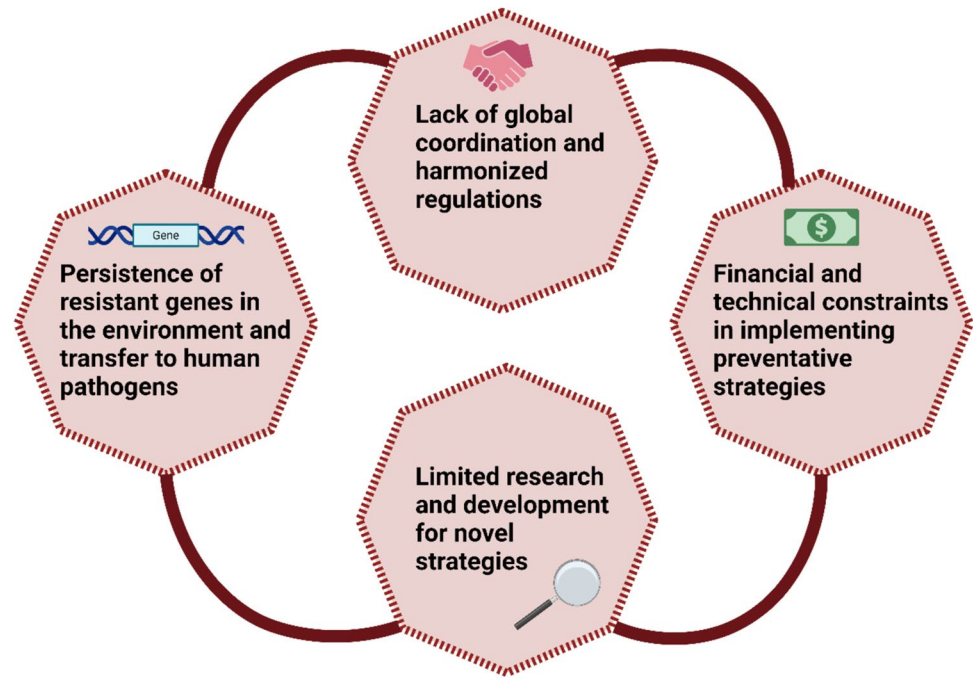 Lack of global
coordination and
harmonized
regulations
Gene
Persistence of
resistant genes in
the environment and
transfer to human
pathogens
$
Financial and
technical constraints
in implementing
preventative
strategies
Limited research
and development
for novel
strategies